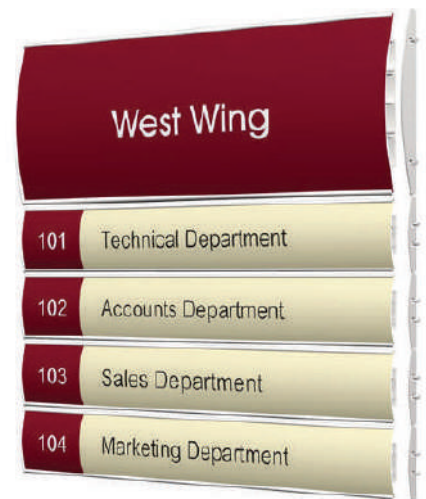 West Wing
101 Technical Department
102 Accounts Department
103 Sales Department
104 Marketing Department